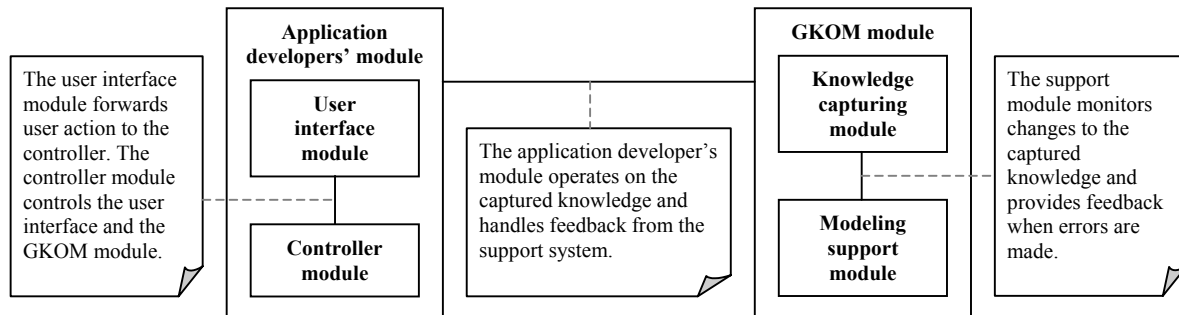 The user interface
module forwards
user action to the
controller. The
controller module
controls the user
interface and the
GKOM module.
Application
developers’ module
User
interface
module
Controller
module
The application developer’s
module operates on the
captured knowledge and
handles feedback from the
support system.
GKOM module
Knowledge
capturing
module
Modeling
support
module
The support
module monitors
changes to the
captured
knowledge and
provides feedback
when errors are
made.